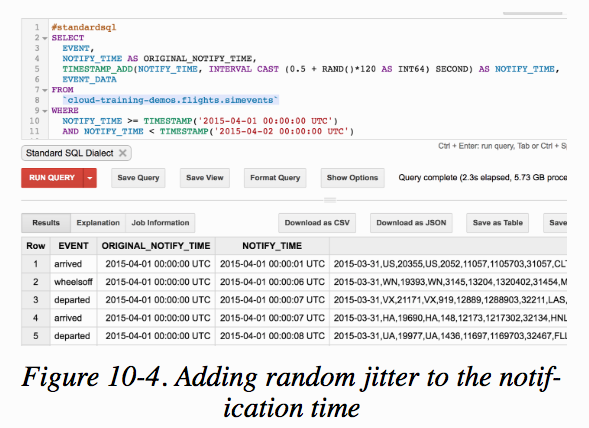 1 #standardsql
2 SELECT
3 EVENT,
4 NOTIFY_TIME AS ORIGINAL_NOTIFY_TIME,
5 TIMESTAMP_ADD(NOTIFY_TIME, INTERVAL CAST (0.5 + RAND()*120 AS INT64) SECOND) AS NOTIFY_TIME,
6 EVENT_DATA
7 FROM
8 `cloud-training-demos.flights.simevents`
9 WHERE
10 NOTIFY_TIME >= TIMESTAMP('2015-04-01 00:00:00 UTC')
11 AND NOTIFY_TIME < TIMESTAMP('2015-04-02 00:00:00 UTC')
Ctrl + Enter: run query, Tab or Ctrl + Sp
Standard SQL Dialect X
RUN QUERY Save Query Save View Format Query Show Options Query complete (2.3s elapsed, 5.73 GB proce
Results Explanation Job Information Download as CSV Download as JSON Save as Table Save
Row EVENT ORIGINAL_NOTIFY_TIME NOTIFY_TIME
1 arrived 2015-04-01 00:00:00 UTC 2015-04-01 00:00:01 UTC 2015-03-31,US,20355,US,2052,11057,1105703,31057,CLT
2 wheelsoff 2015-04-01 00:00:00 UTC 2015-04-01 00:00:06 UTC 2015-03-31,WN,19393,WN,3145,13204,1320402,31454,M
3 departed 2015-04-01 00:00:00 UTC 2015-04-01 00:00:07 UTC 2015-03-31,VX,21171,VX,919,12889,1288903,32211,LAS,
4 arrived 2015-04-01 00:00:00 UTC 2015-04-01 00:00:07 UTC 2015-03-31,HA,19690,HA,148,12173,1217302,32134,HNL
5 departed 2015-04-01 00:00:00 UTC 2015-04-01 00:00:08 UTC 2015-03-31,UA,19977,UA,1436,11697,1169703,32467,FLL
Figure 10-4. Adding random jitter to the notif-
ication time